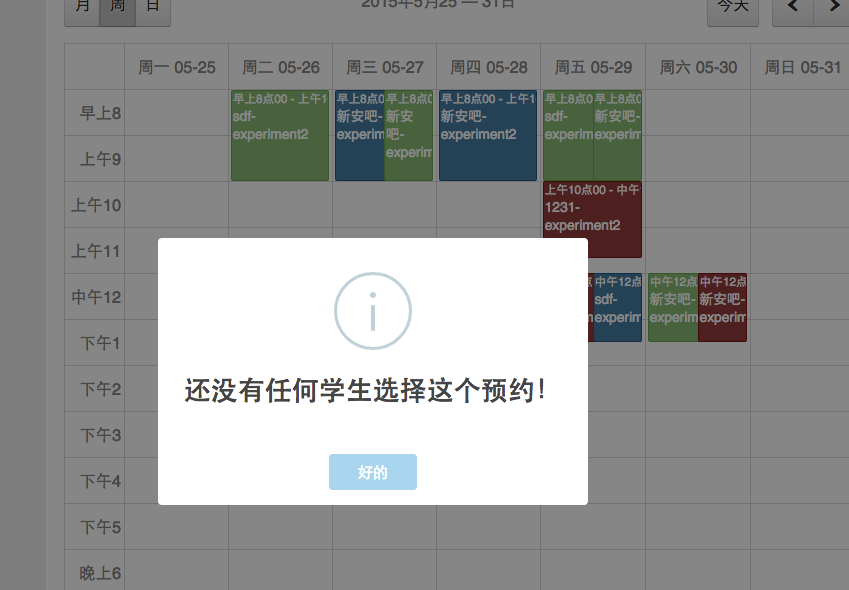 月 周 日
2015年5月25 — 31日
今天
周一 05-25 周二 05-26 周三 05-27 周四 05-28 周五 05-29 周六 05-30 周日 05-31
早上8
上午9
上午10
上午11
中午12
下午1
下午2
下午3
下午4
下午5
晚上6
早上8点00 - 上午1
sdf-
experiment2
早上8点0
新安吧-
experim
早上8点0
新安
吧-
experim
早上8点00 - 上午1
新安吧-
experiment2
早上8点0
sdf-
experim
早上8点0
新安吧-
experim
上午10点00 - 中午
1231-
experiment2
中午12点
sdf-
experim
中午12点
新安吧-
experim
中午12点
新安吧-
experim
还没有任何学生选择这个预约！
好的